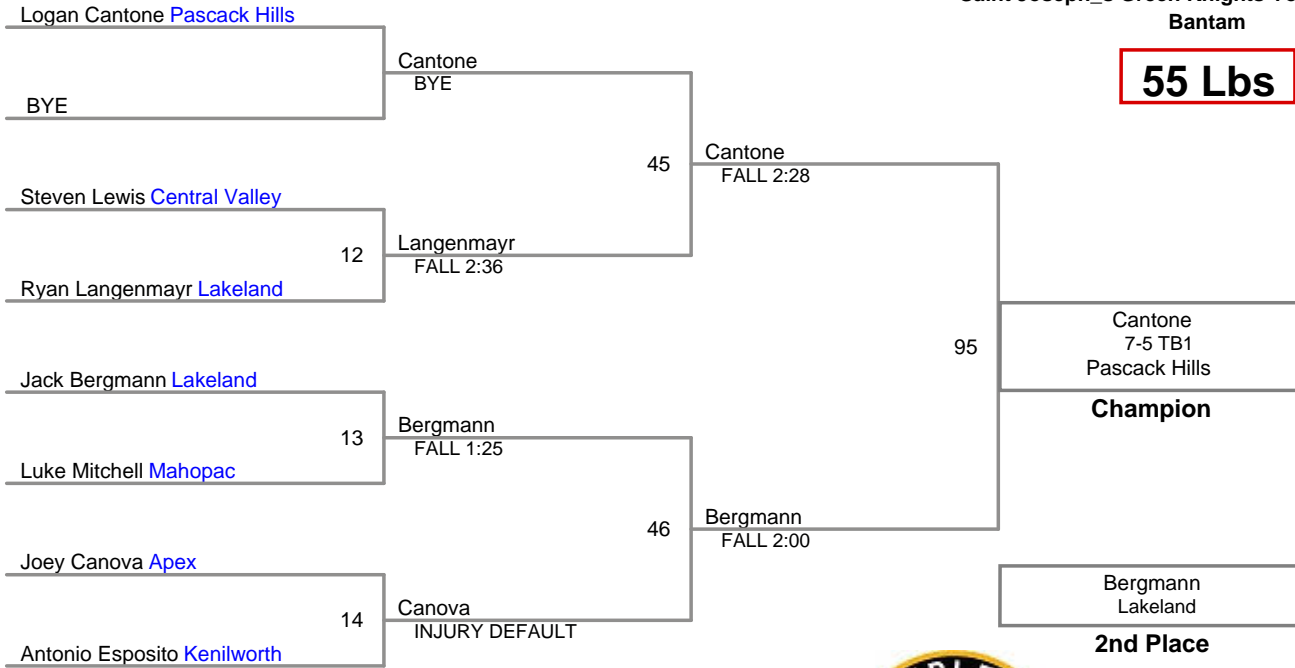 Bantam
55 Lbs
Logan Cantone Pascack Hills
BYE
Cantone
BYE
Steven Lewis Central Valley
12
Ryan Langenmayr Lakeland
Langenmayr
FALL 2:36
45
Cantone
FALL 2:28
Jack Bergmann Lakeland
13
Luke Mitchell Mahopac
Bergmann
FALL 1:25
Joey Canova Apex
14
Antonio Esposito Kenilworth
Canova
INJURY DEFAULT
46
Bergmann
FALL 2:00
95
Cantone
7-5 TB1
Pascack Hills
Champion
Bergmann
Lakeland
2nd Place